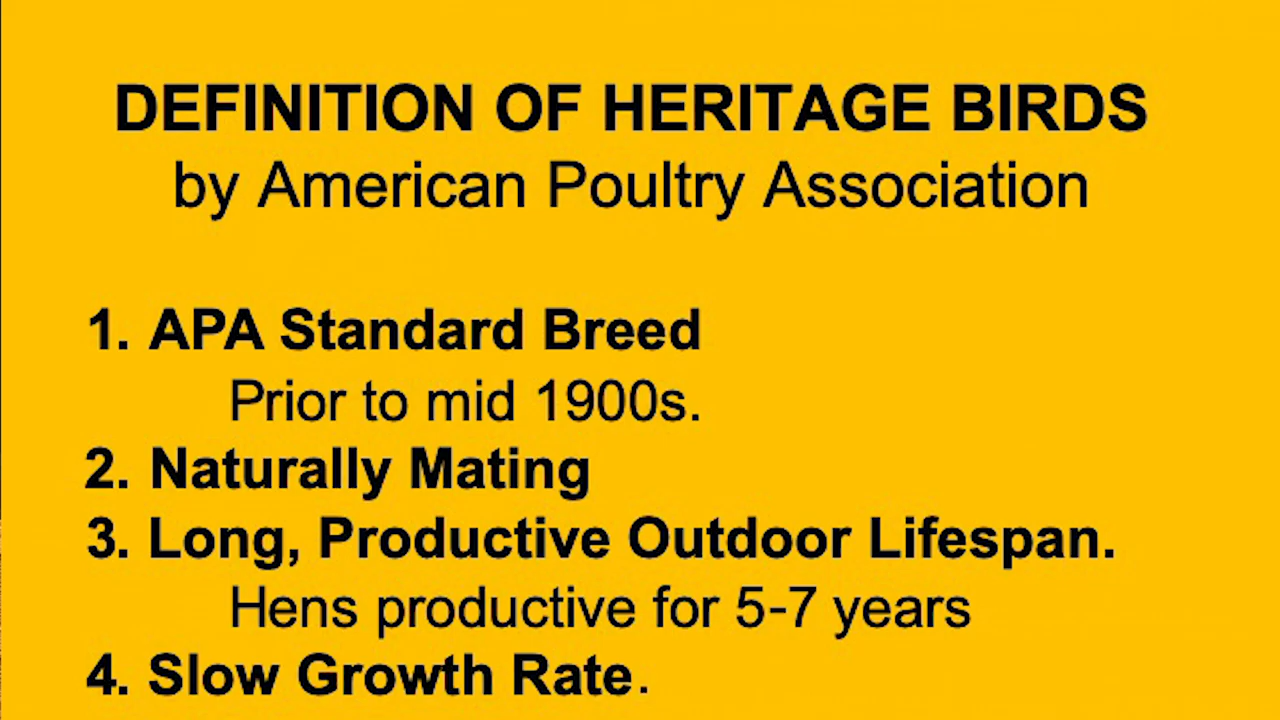 DEFINITION OF HERITAGE BIRDS
by American Poultry Association
1. APA Standard Breed
Prior to mid 1900s.
2. Naturally Mating
3. Long, Productive Outdoor Lifespan.
Hens productive for 5-7 years
4. Slow Growth Rate.